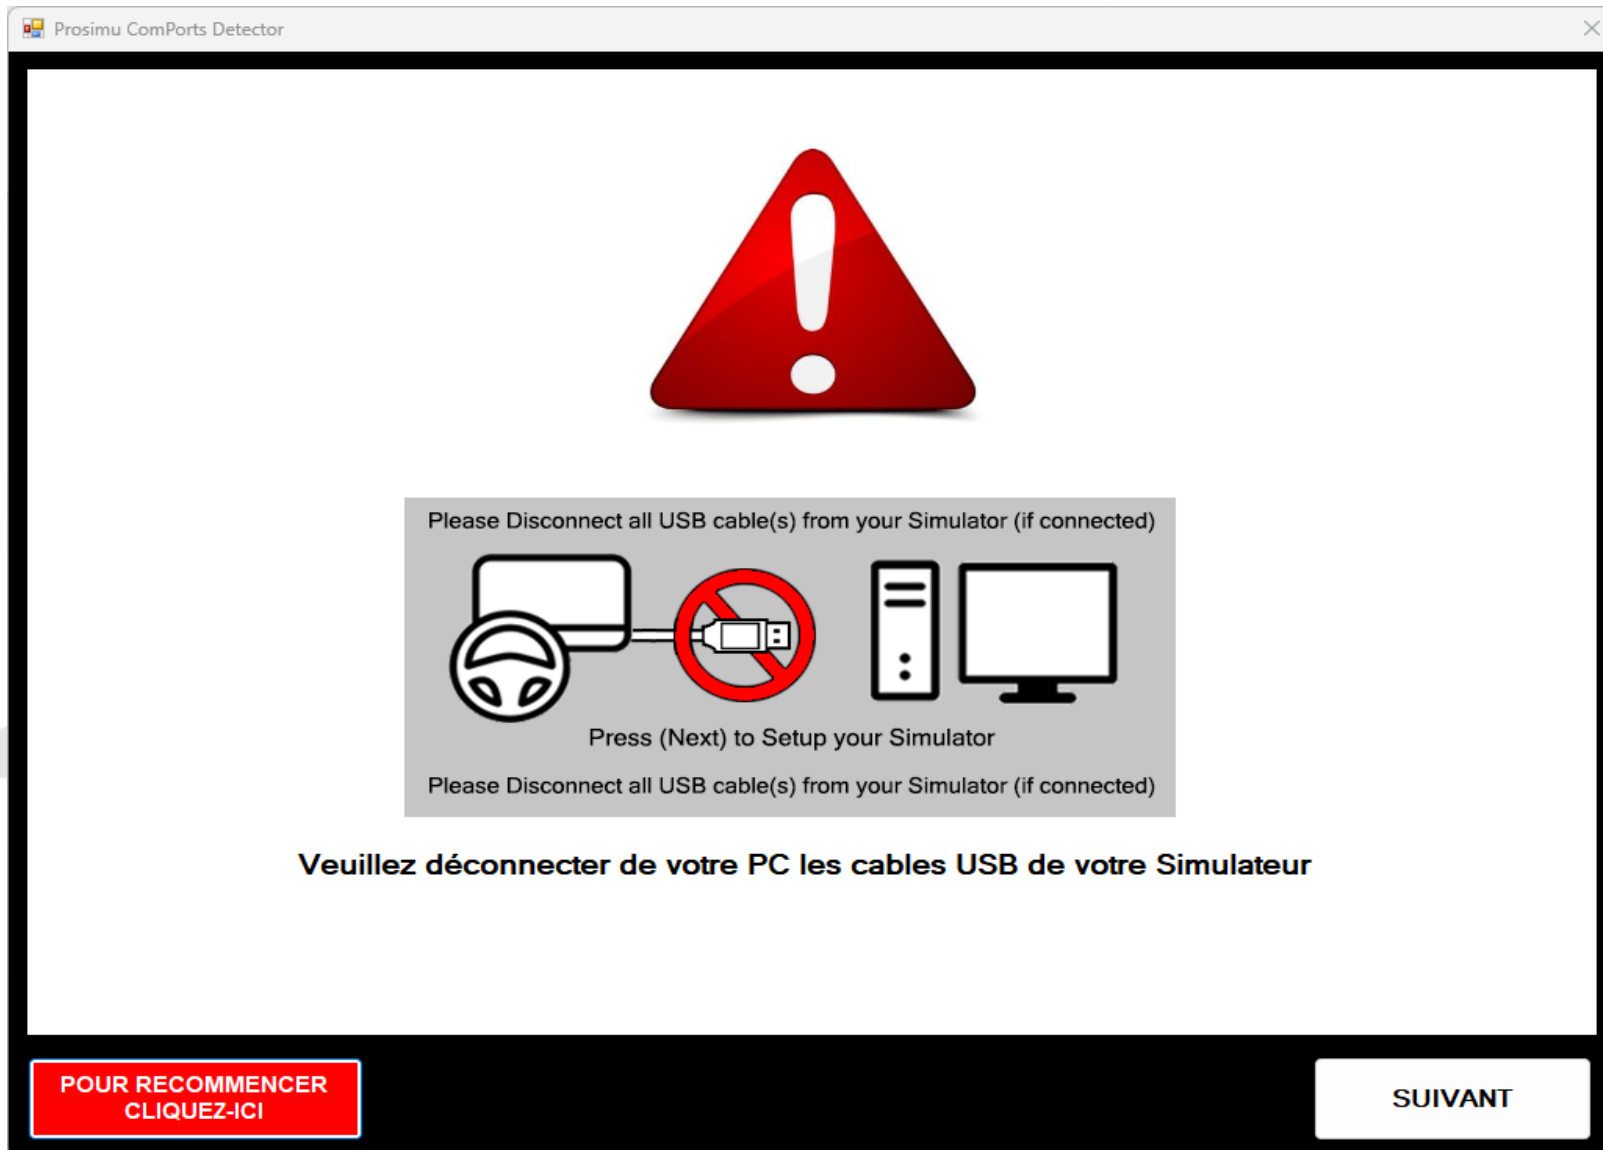 Prosimu ComPorts Detector
Please Disconnect all USB cable(s) from your Simulator (if connected)
Press (Next) to Setup your Simulator
Please Disconnect all USB cable(s) from your Simulator (if connected)
Veuillez déconnecter de votre PC les cables USB de votre Simulateur
POUR RECOMMENCER
CLIQUEZ-ICI
SUIVANT